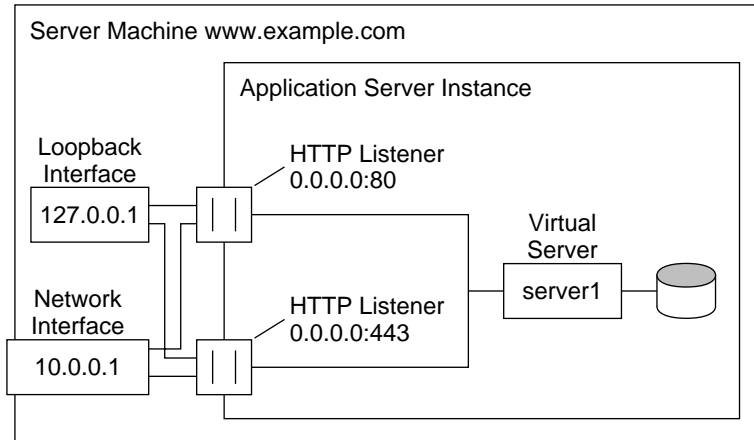 Server Machine www.example.com
Application Server Instance
Loopback
Interface
127.0.0.1
HTTP Listener
0.0.0.0:80
Virtual
Server
server1
Network
Interface
10.0.0.1
HTTP Listener
0.0.0.0:443